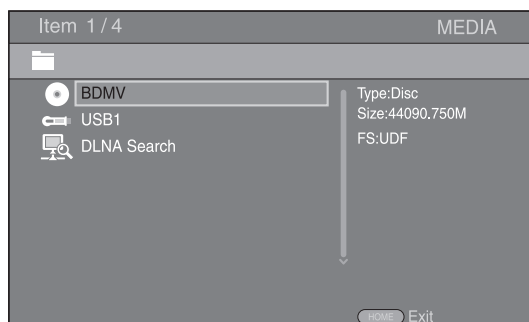 Item 1/4 MEDIA
BDMV
USB1
DLNA Search
Type:Disc
Size:44090.750M
FS:UDF
HOME Exit